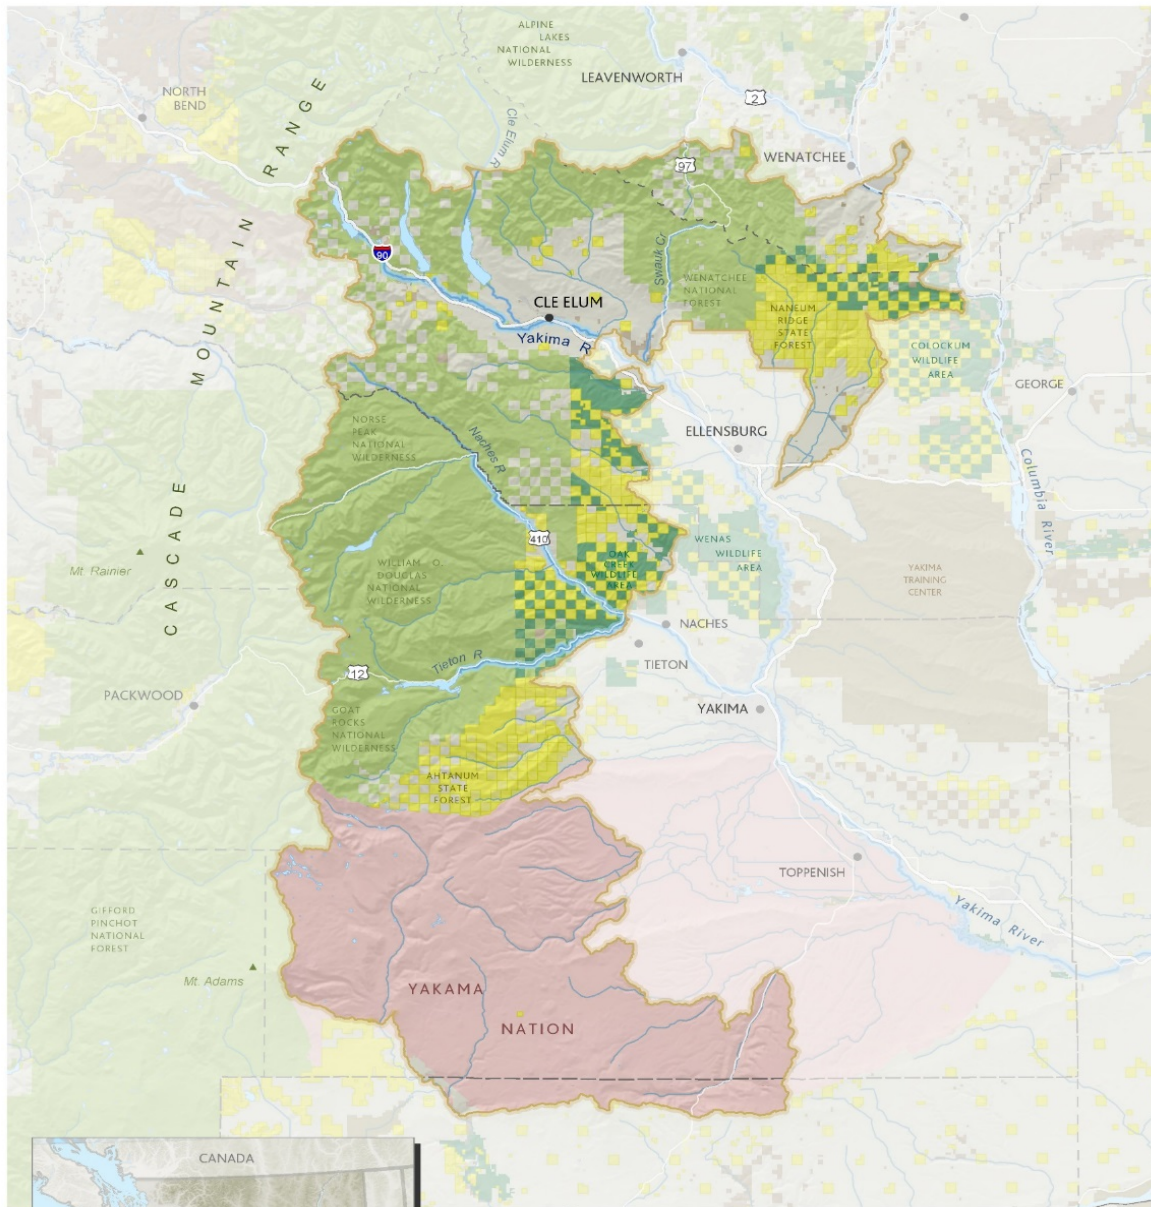 ALPINE
LAKES
NATIONAL
WILDERNESS
LEAVENWORTH
NORTH
BEND
2
CASCADE MOUNTAIN RANGE
Cle Elum R
97
WENATCHEE
90
Swauk Cr
WENATCHEE
NATIONAL
FOREST
CLE ELUM
NANEUM
RIDGE
STATE
FOREST
Yakima R
COLOCKUM
WILDLIFE
AREA
GEORGE
NORSE
PEAK
NATIONAL
WILDERNESS
Naches R
ELLENSBURG
Columbia River
410
WENAS
WILDLIFE
AREA
OAK
CREEK
WILDLIFE
AREA
Mt. Rainier
WILLIAM O.
DOUGLAS
NATIONAL
WILDERNESS
YAKIMA
TRAINING
CENTER
NACHES
Tieton R
TIETON
12
PACKWOOD
YAKIMA
GOAT
ROCKS
NATIONAL
WILDERNESS
AHTANUM
STATE
FOREST
TOPPENISH
Yakima River
GIFFORD
PINCHOT
NATIONAL
FOREST
Mt. Adams
YAKAMA
NATION
CANADA